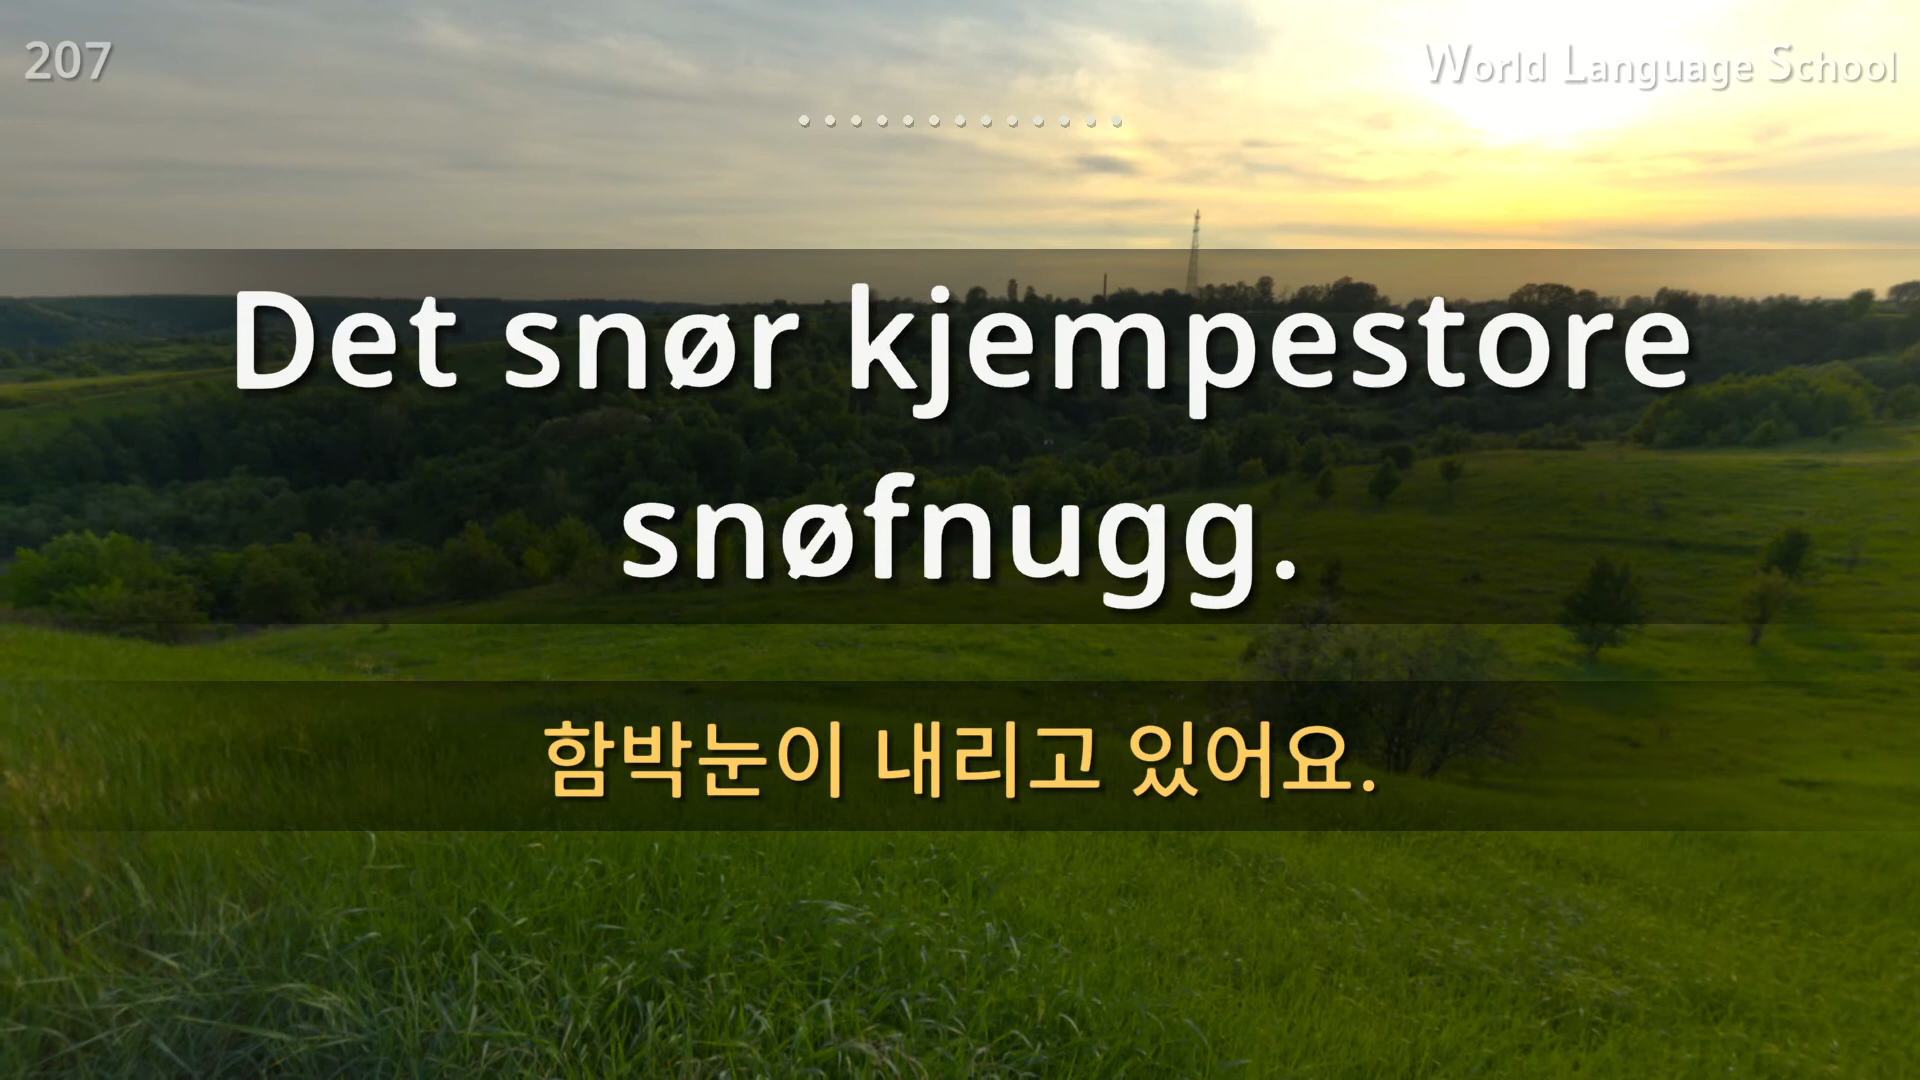 207
World Language School
Det snør kjempestore
snøfnugg.
함박눈이 내리고 있어요.